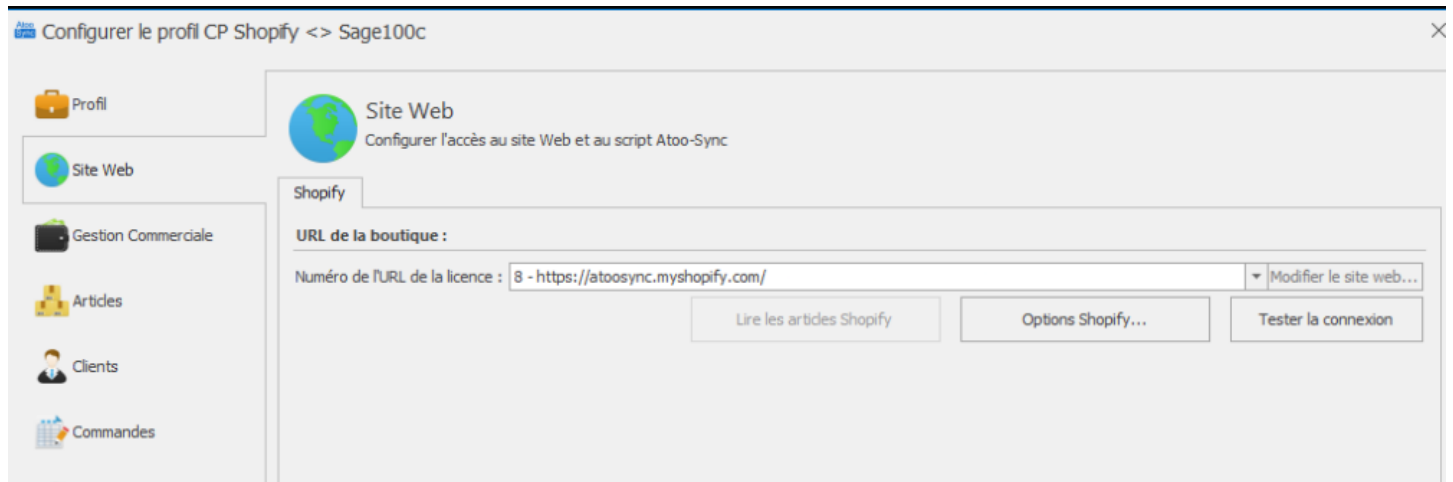 Atoo Sync
Configurer le profil CP Shopify <> Sage100c
Profil
Site Web
Gestion Commerciale
Articles
Clients
Commandes
Site Web
Configurer l'accès au site Web et au script Atoo-Sync
Shopify
URL de la boutique :
Numéro de l'URL de la licence : 8 - https://atoosync.myshopify.com/ Modifier le site web...
Lire les articles Shopify Options Shopify... Tester la connexion